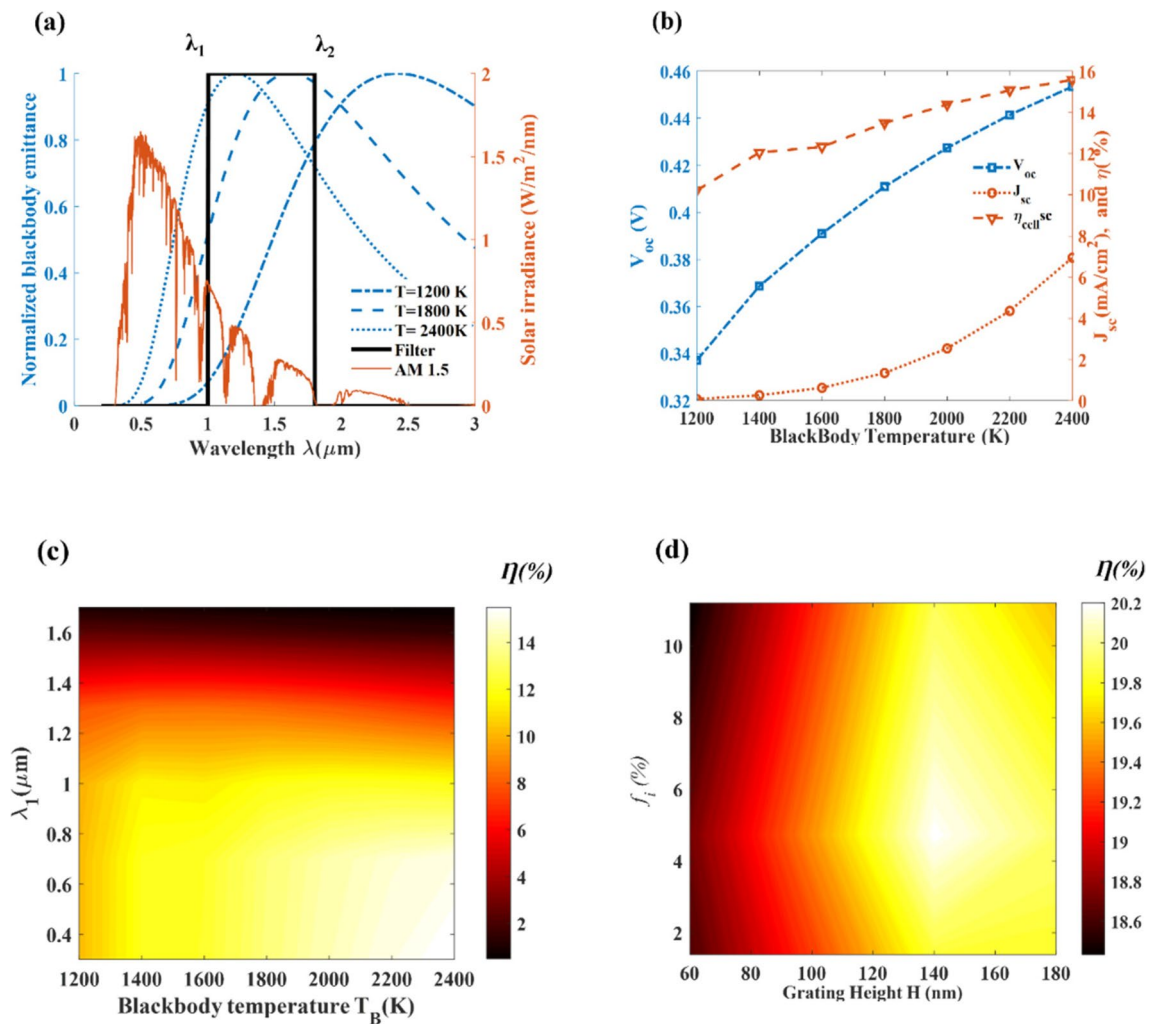 (a)
λ1
λ2
Normalized blackbody emittance
1
0.8
0.6
0.4
0.2
0
2
1.5
1
0.5
0
Solar irradiance (W/m²/nm)
T=1200 K
T=1800 K
T= 2400K
Filter
AM 1.5
0 0.5 1 1.5 2 2.5 3
Wavelength λ(μm)
(b)
Voc (V)
0.46
0.44
0.42
0.4
0.38
0.36
0.34
0.32
16
14
12
10
8
6
4
2
0
Jsc (mA/cm²), and η(%)
Voc
Jsc
ηcell sc
1200 1400 1600 1800 2000 2200 2400
BlackBody Temperature (K)
(c)
η(%)
λ1(μm)
1.6
1.4
1.2
1
0.8
0.6
0.4
14
12
10
8
6
4
2
1200 1400 1600 1800 2000 2200 2400
Blackbody temperature TB(K)
(d)
η(%)
fi (%)
10
8
6
4
2
20.2
20
19.8
19.6
19.4
19.2
19
18.8
18.6
60 80 100 120 140 160 180
Grating Height H (nm)